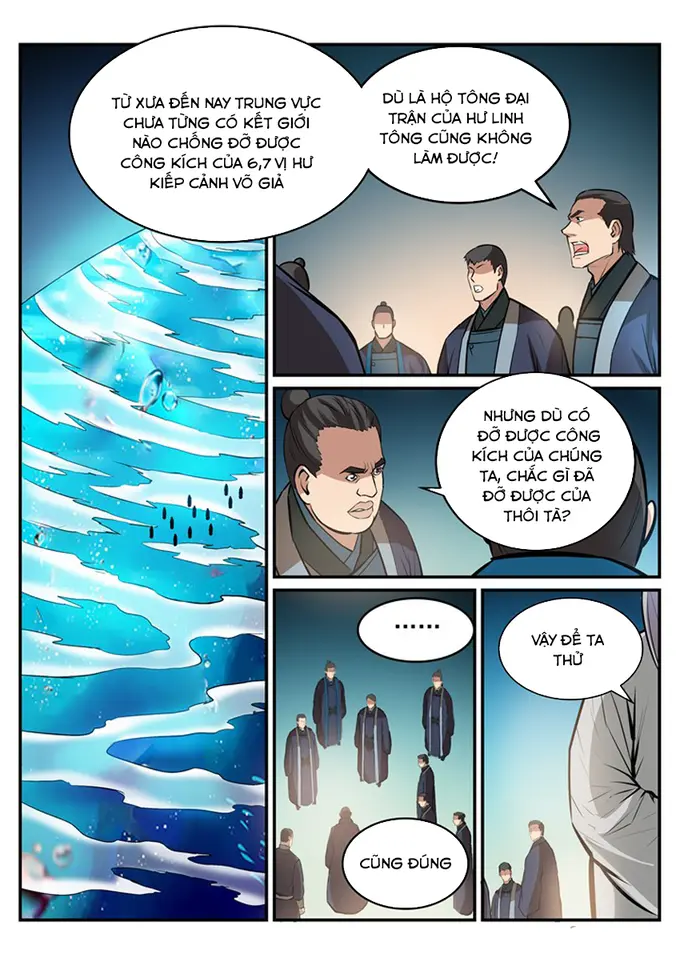 TỪ XƯA ĐẾN NAY TRUNG VỰC
CHƯA TỪNG CÓ KẾT GIỚI
NÀO CHỐNG ĐỠ ĐƯỢC
CÔNG KÍCH CỦA 6,7 VỊ HƯ
KIẾP CẢNH VÕ GIẢ
DÙ LÀ HỘ TÔNG ĐẠI
TRẬN CỦA HƯ LINH
TÔNG CŨNG KHÔNG
LÀM ĐƯỢC!
NHƯNG DÙ CÓ
ĐỠ ĐƯỢC CÔNG
KÍCH CỦA CHÚNG
TA, CHẮC GÌ ĐÃ
ĐỠ ĐƯỢC CỦA
THÔI TÀ?
......
CŨNG ĐÚNG
VẬY ĐỂ TA
THỬ